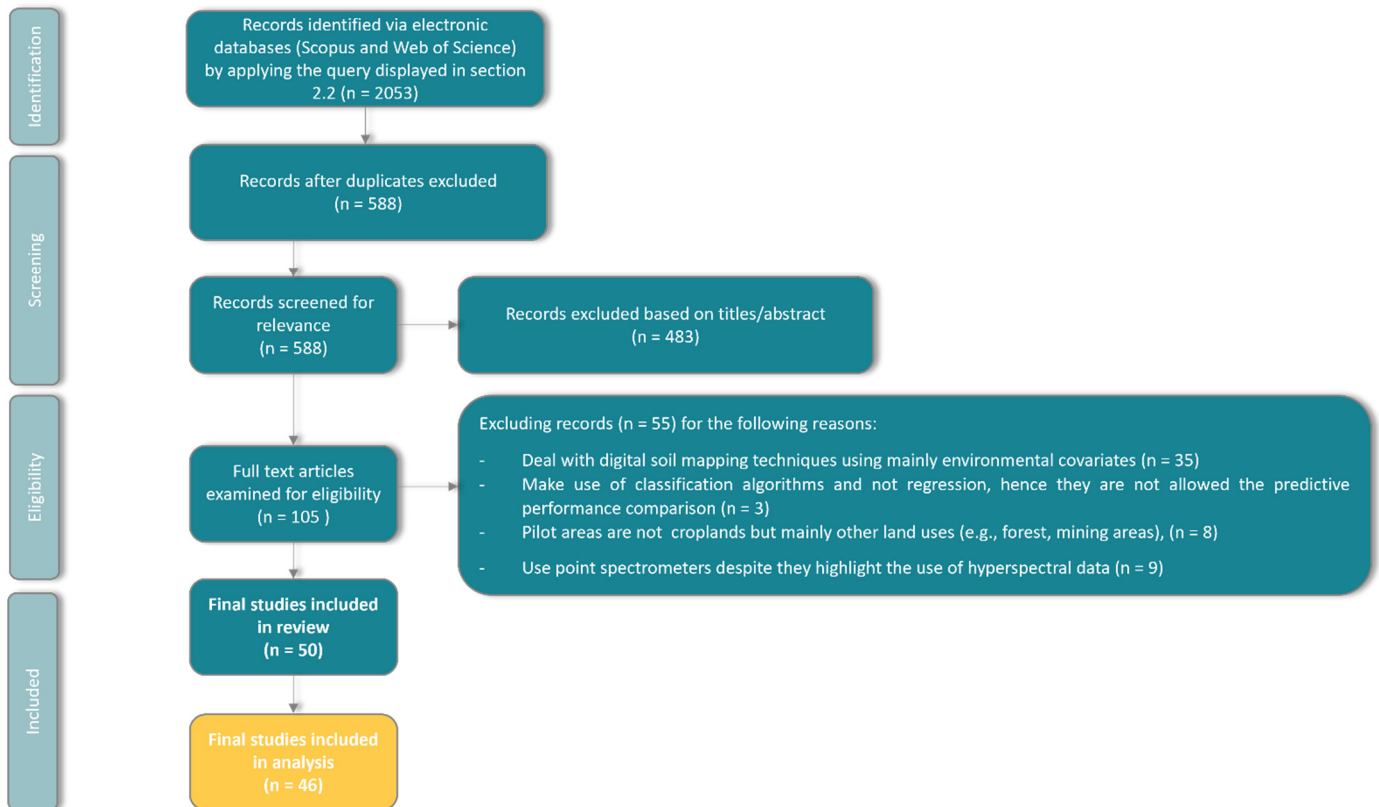 Identification
Records identified via electronic
databases (Scopus and Web of Science)
by applying the query displayed in section
2.2 (n = 2053)
Screening
Records after duplicates excluded
(n = 588)
Records screened for
relevance
(n = 588)
Records excluded based on titles/abstract
(n = 483)
Eligibility
Full text articles
examined for eligibility
(n = 105 )
Excluding records (n = 55) for the following reasons:
- Deal with digital soil mapping techniques using mainly environmental covariates (n = 35)
- Make use of classification algorithms and not regression, hence they are not allowed the predictive
performance comparison (n = 3)
- Pilot areas are not croplands but mainly other land uses (e.g., forest, mining areas), (n = 8)
- Use point spectrometers despite they highlight the use of hyperspectral data (n = 9)
Included
Final studies included
in review
(n = 50)
Final studies included
in analysis
(n = 46)